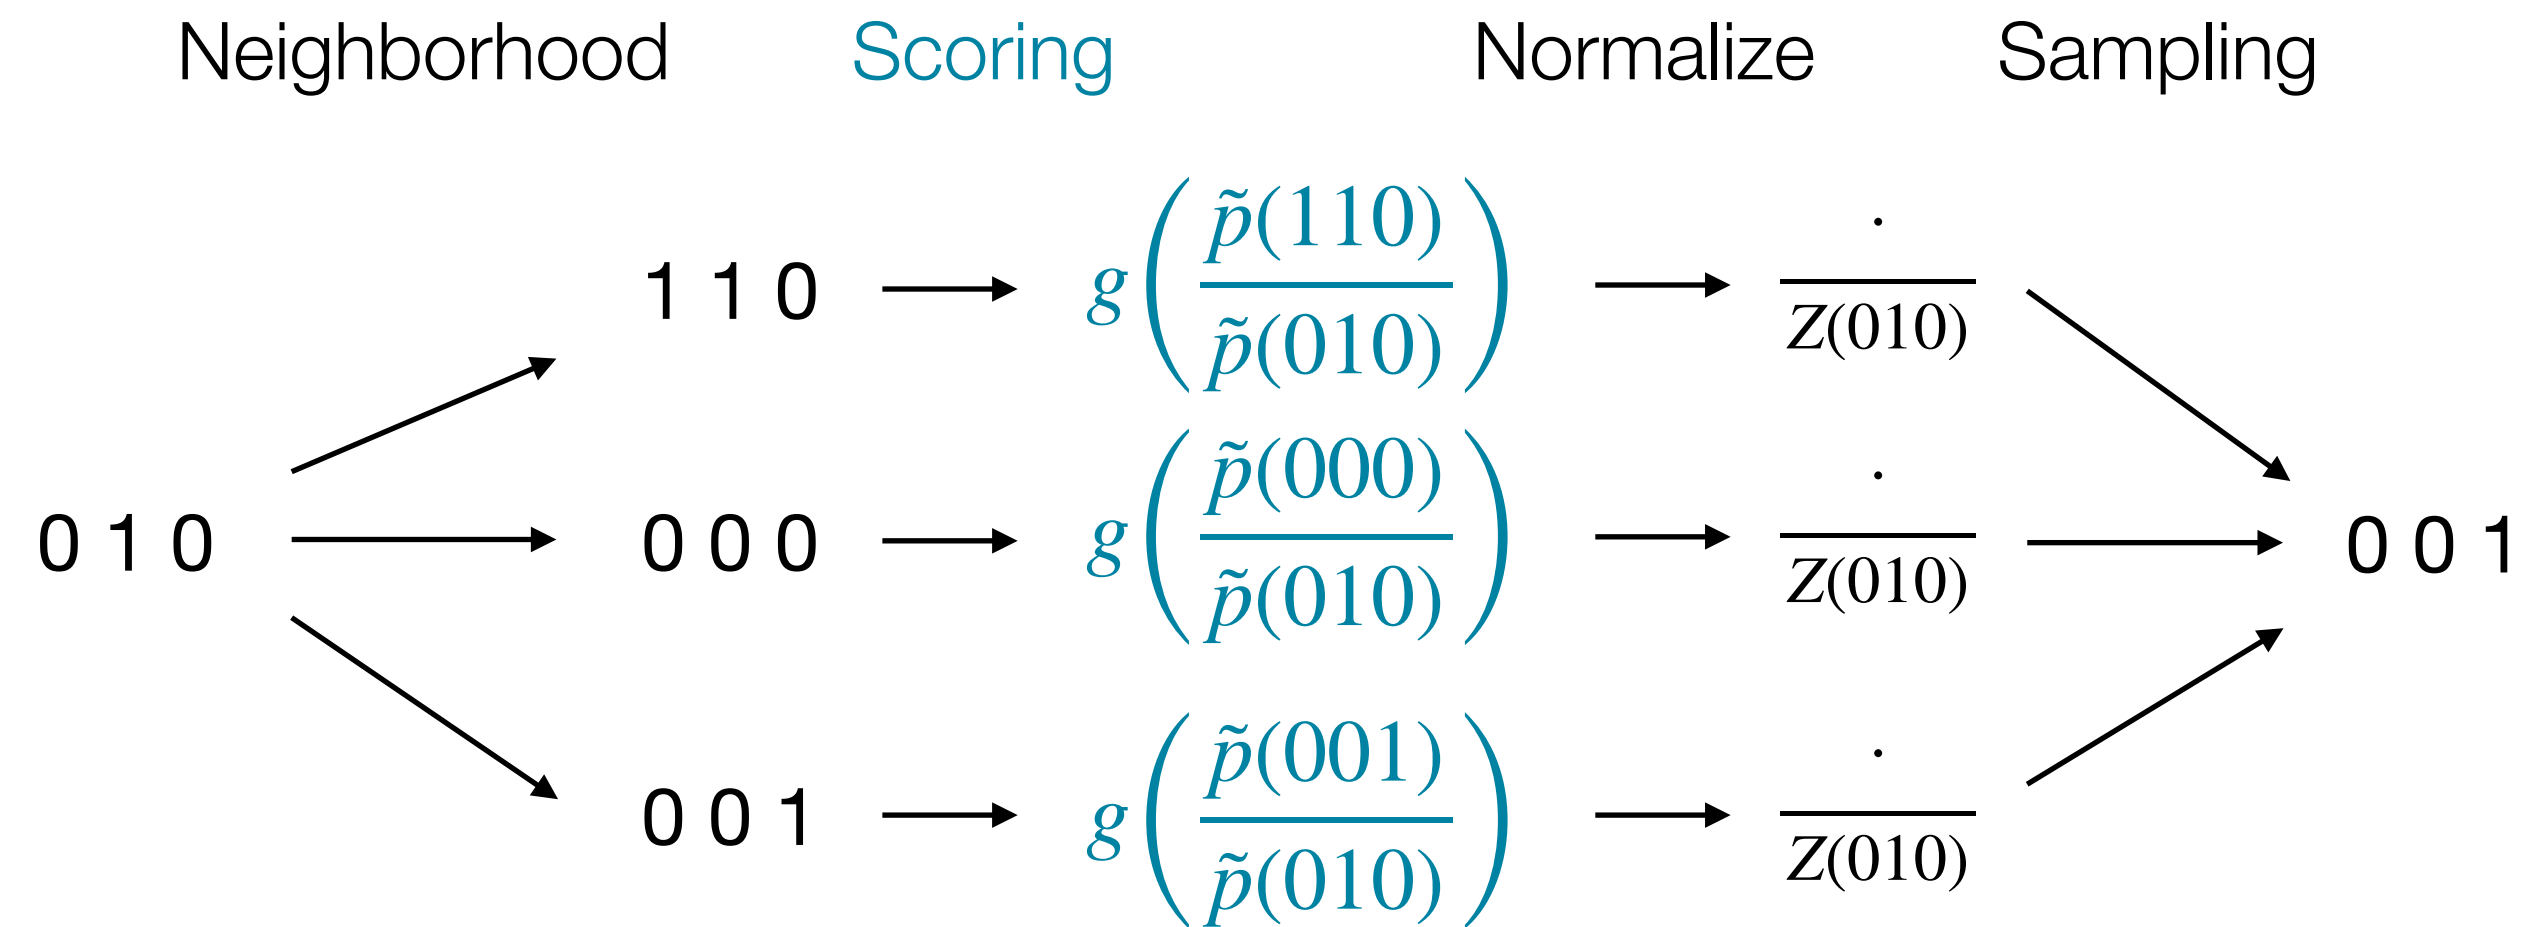 Neighborhood Scoring Normalize Sampling
1 1 0 → g( p̃(110) / p̃(010) ) → · / Z(010)
0 1 0 → 0 0 0 → g( p̃(000) / p̃(010) ) → · / Z(010) → 0 0 1
0 0 1 → g( p̃(001) / p̃(010) ) → · / Z(010)